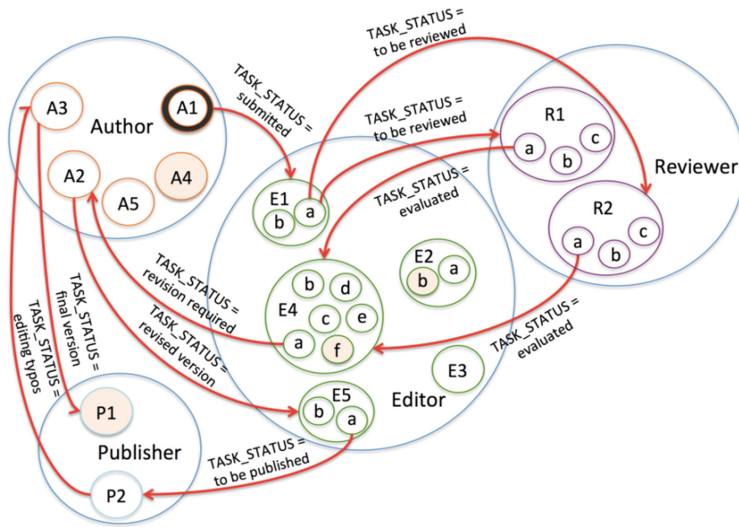 TASK_STATUS =
to be reviewed
TASK_STATUS =
submitted
TASK_STATUS =
to be reviewed
A3
A1
Author
A2
A4
A5
R1
a
b
c
Reviewer
R2
a
b
c
TASK_STATUS =
evaluated
E1
b
a
E2
b
a
E4
b
d
c
e
a
f
TASK_STATUS =
revision required
TASK_STATUS =
revised version
TASK_STATUS =
final version
TASK_STATUS =
editing typos
TASK_STATUS =
evaluated
E3
Editor
E5
b
a
P1
Publisher
P2
TASK_STATUS =
to be published